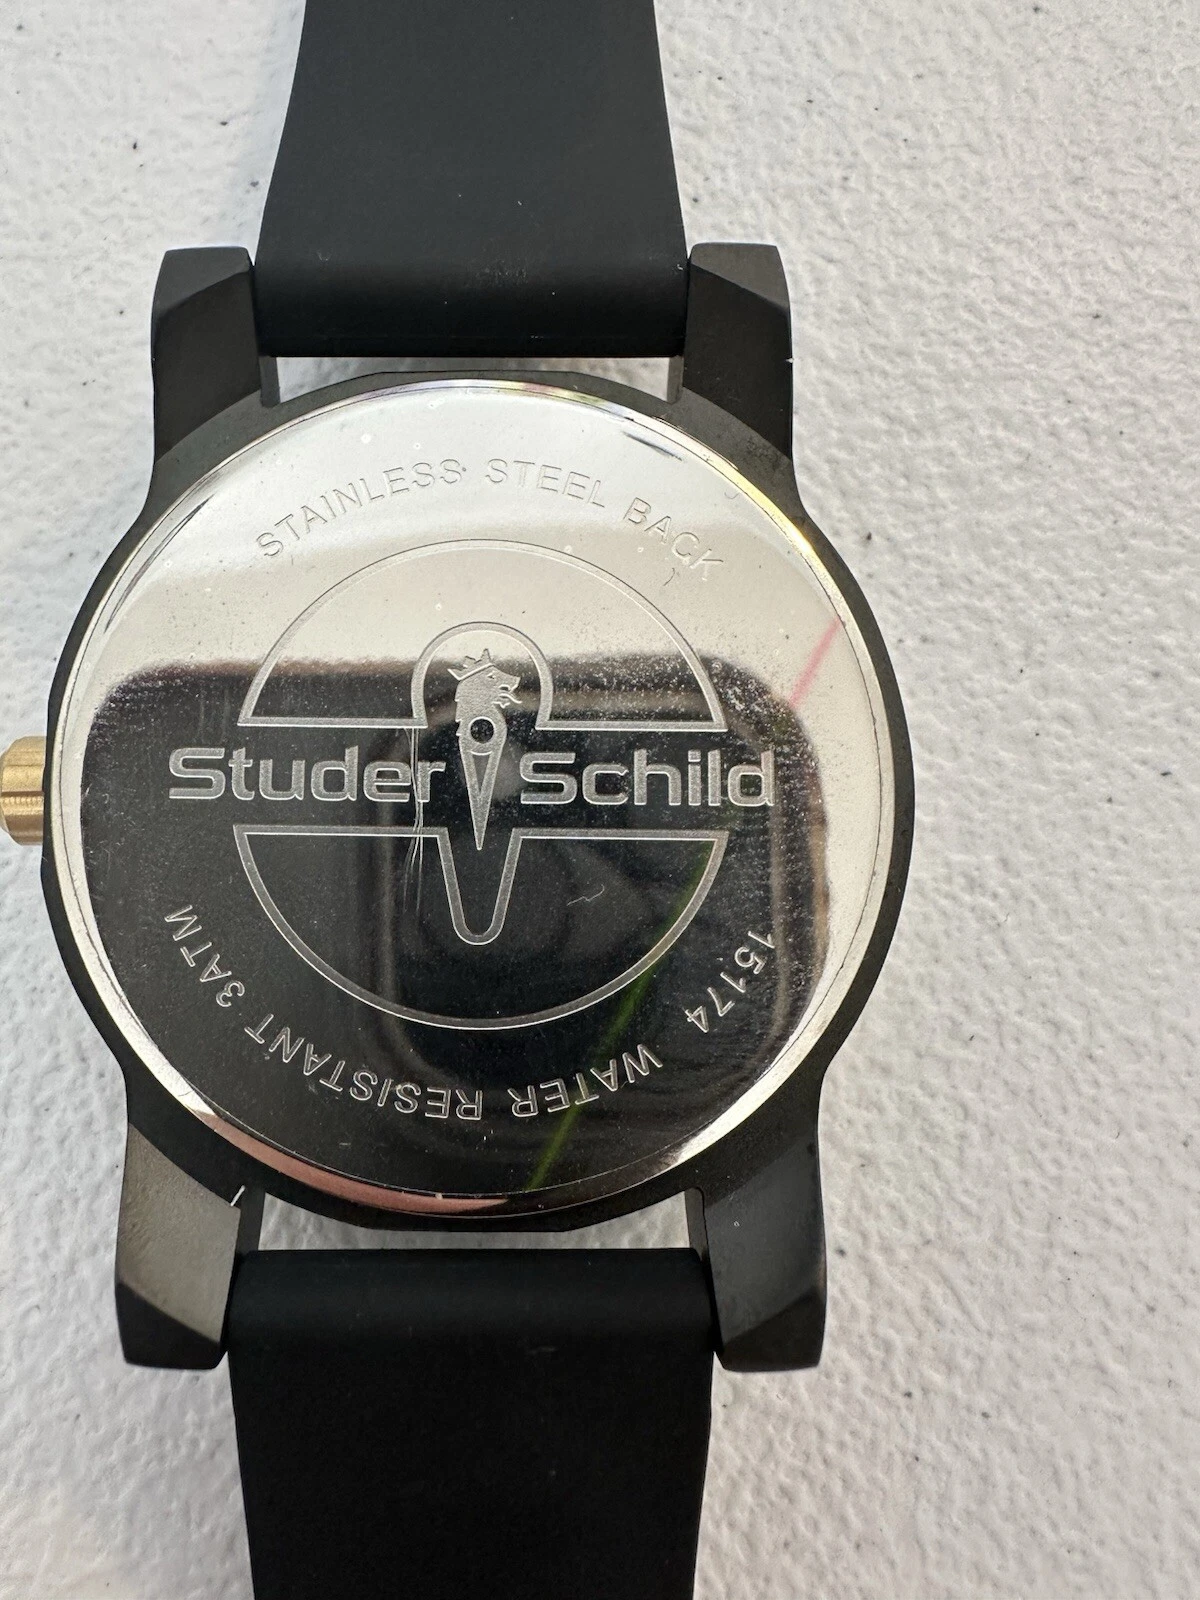 STAINLESS STEEL BACK
Studer Schild
15174 WATER RESISTANT 3ATM